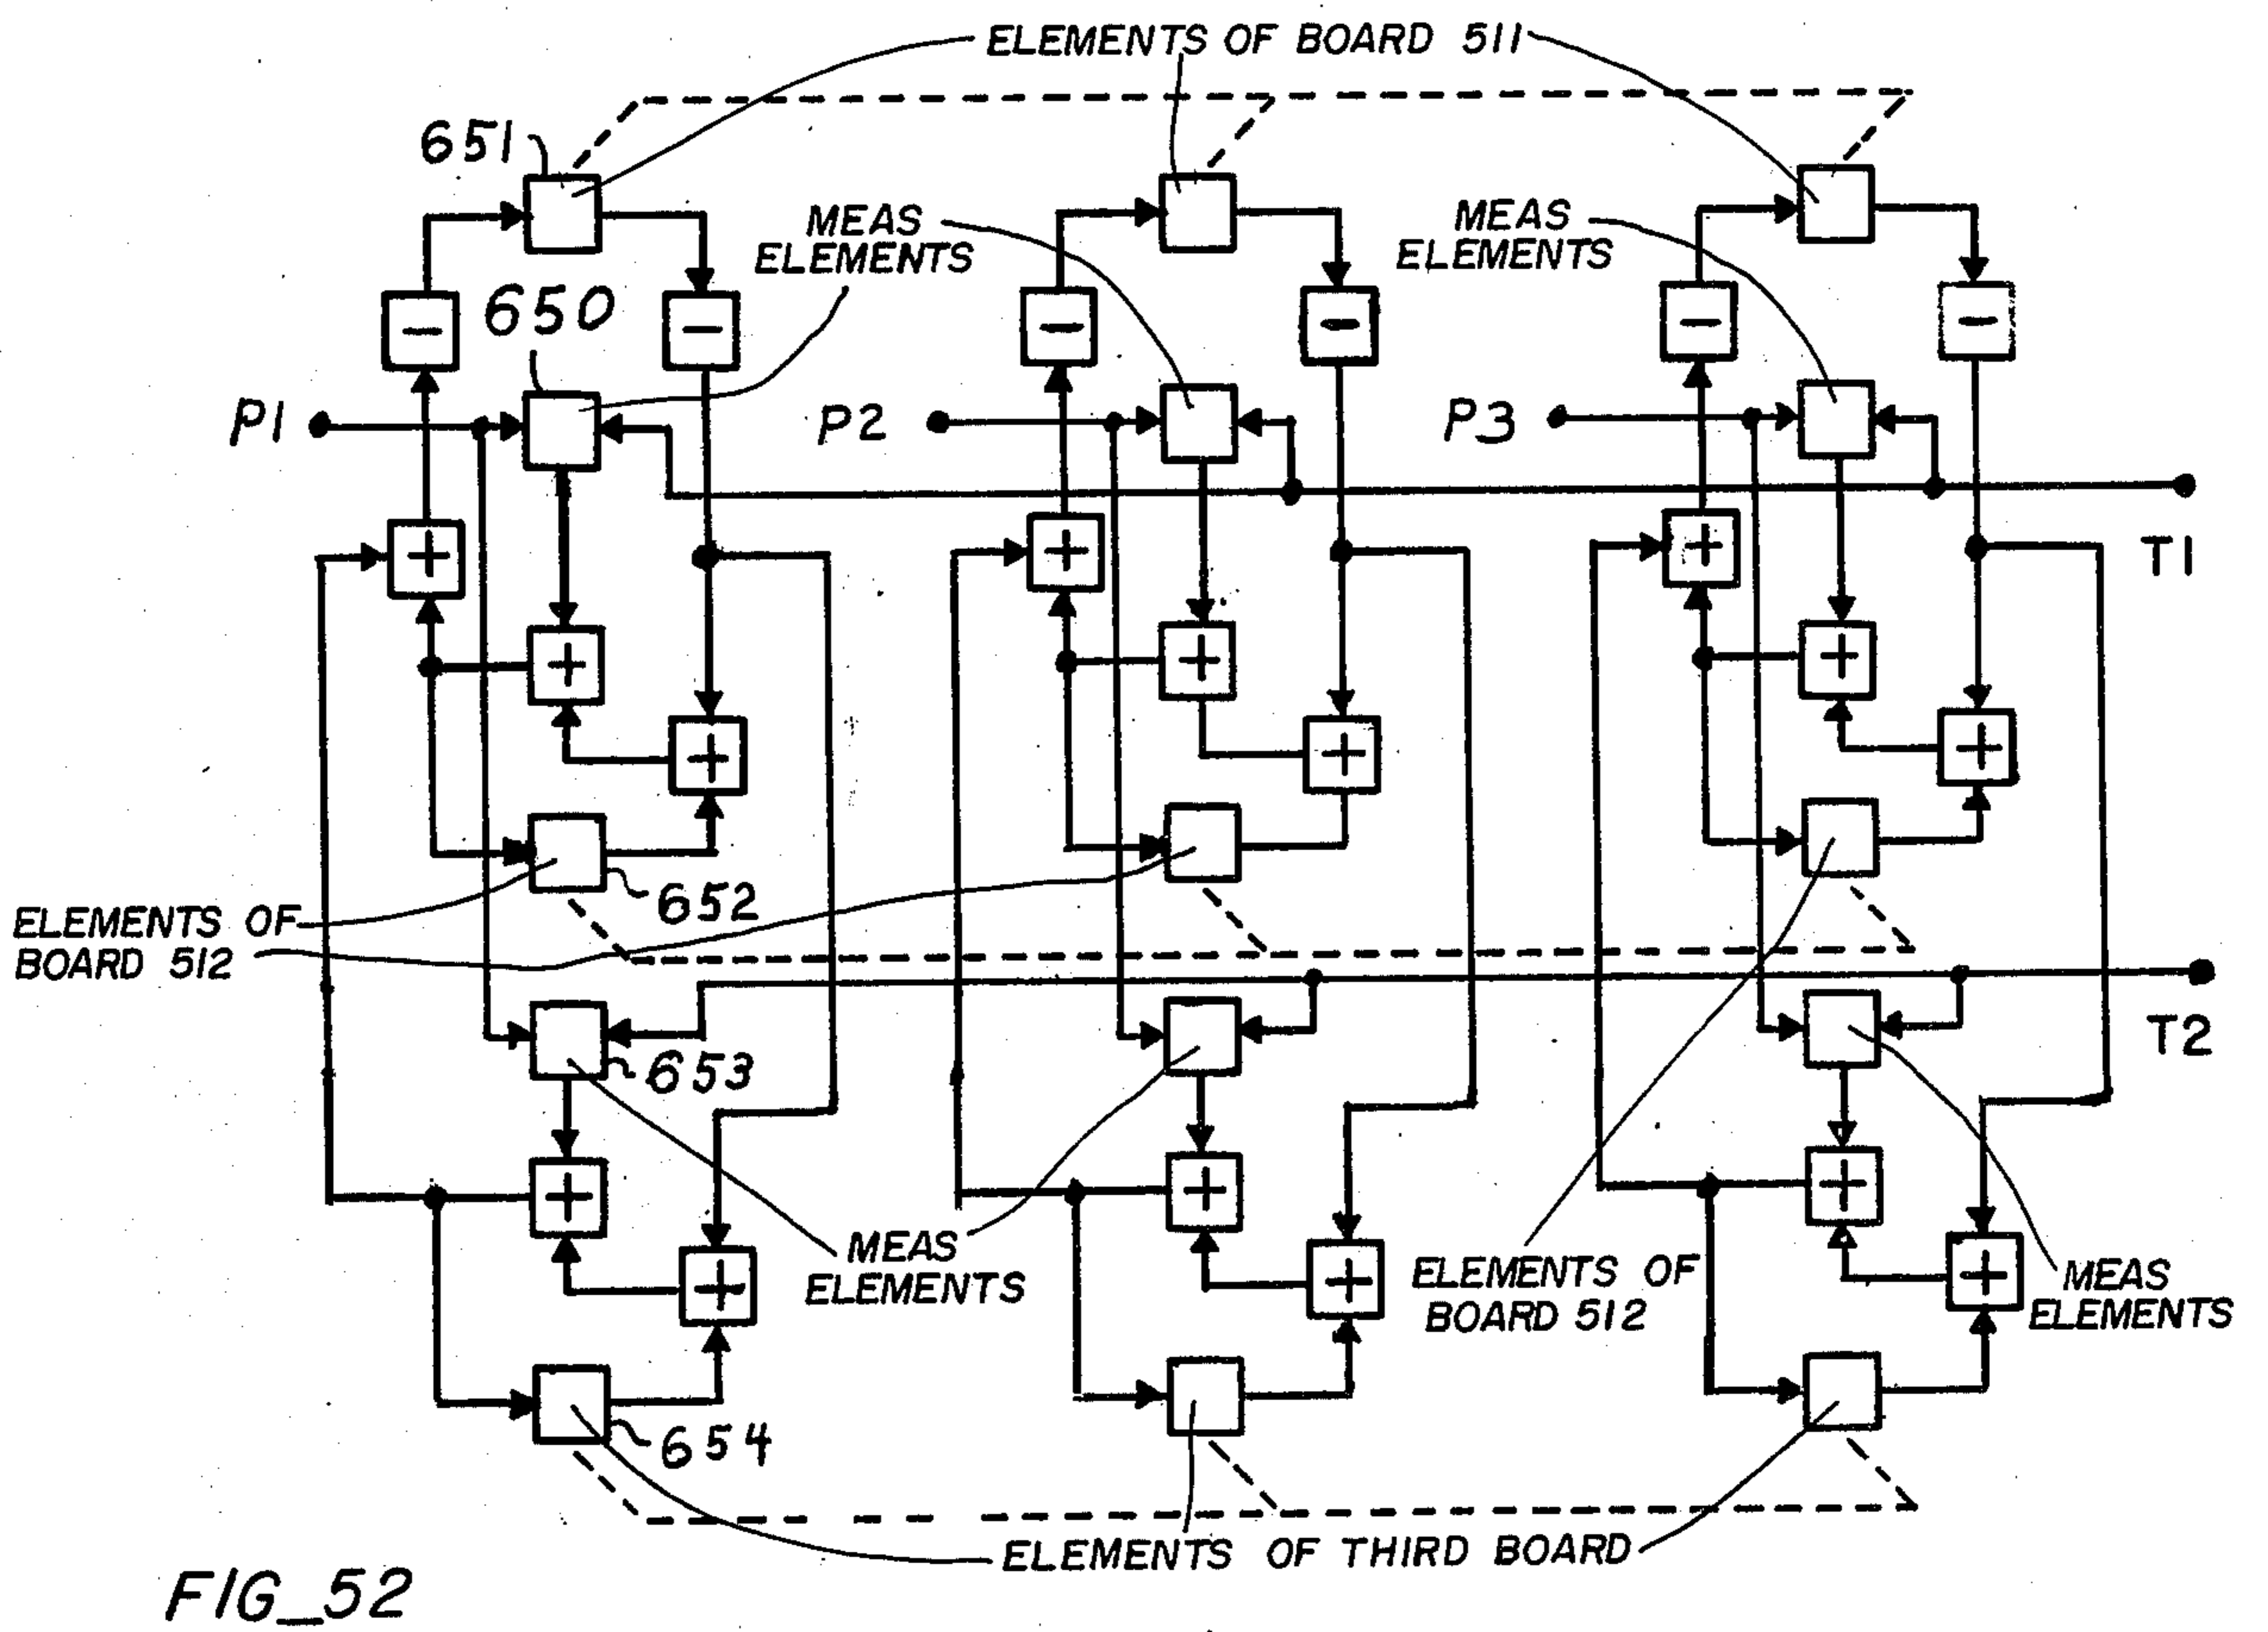 ELEMENTS OF BOARD 511
651
MEAS
ELEMENTS
MEAS
ELEMENTS
650
−
−
−
−
−
−
P1
P2
P3
T1
+
+
+
+
+
+
+
+
+
652
ELEMENTS OF
BOARD 512
T2
653
+
+
+
MEAS
ELEMENTS
+
+
+
ELEMENTS OF
BOARD 512
MEAS
ELEMENTS
654
ELEMENTS OF THIRD BOARD
FIG_52